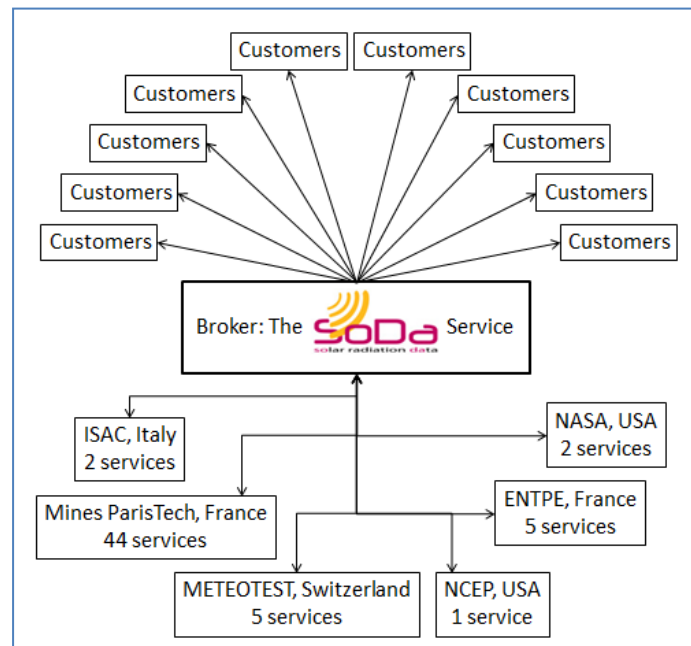 Customers
Customers
Customers
Customers
Customers
Customers
Customers
Customers
Customers
Customers
Broker: The SoDa Service
solar radiation data
ISAC, Italy
2 services
NASA, USA
2 services
Mines ParisTech, France
44 services
ENTPE, France
5 services
METEOTEST, Switzerland
5 services
NCEP, USA
1 service